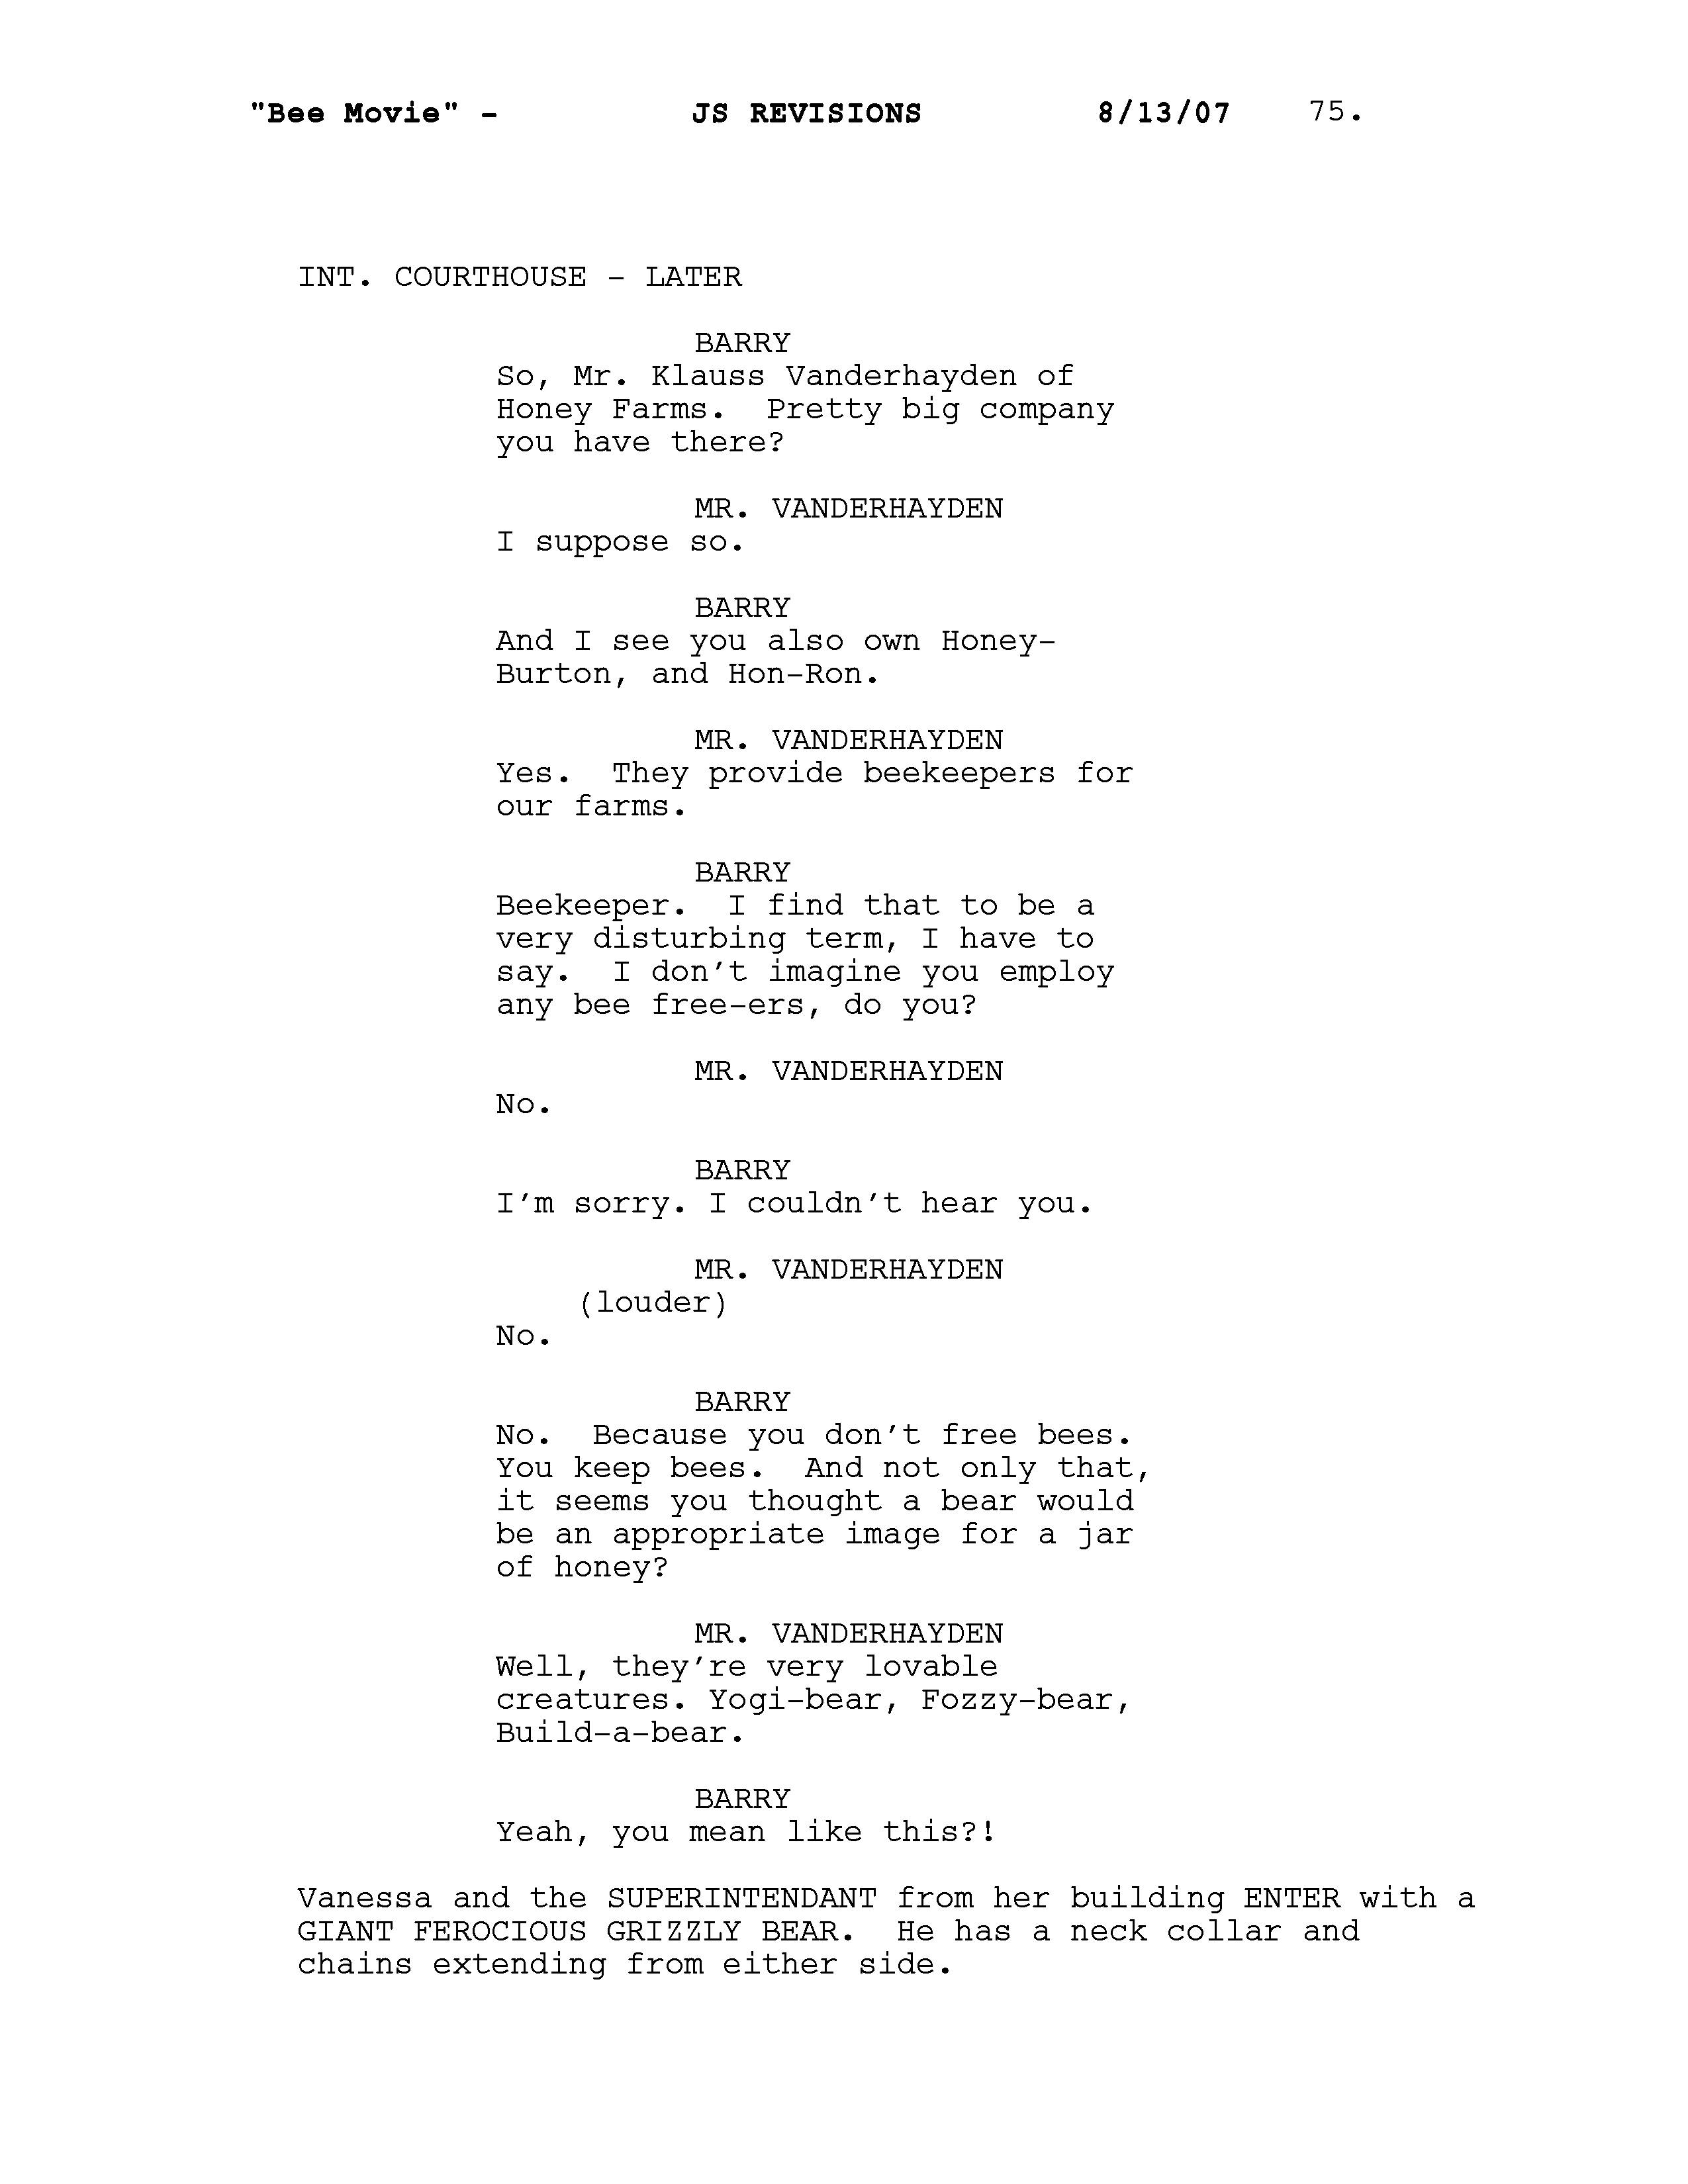 "Bee Movie" - JS REVISIONS 8/13/07 75.
INT. COURTHOUSE - LATER
BARRY
So, Mr. Klauss Vanderhayden of
Honey Farms.  Pretty big company
you have there?
MR. VANDERHAYDEN
I suppose so.
BARRY
And I see you also own Honey-
Burton, and Hon-Ron.
MR. VANDERHAYDEN
Yes.  They provide beekeepers for
our farms.
BARRY
Beekeeper.  I find that to be a
very disturbing term, I have to
say.  I don't imagine you employ
any bee free-ers, do you?
MR. VANDERHAYDEN
No.
BARRY
I'm sorry. I couldn't hear you.
MR. VANDERHAYDEN
(louder)
No.
BARRY
No.  Because you don't free bees.
You keep bees.  And not only that,
it seems you thought a bear would
be an appropriate image for a jar
of honey?
MR. VANDERHAYDEN
Well, they're very lovable
creatures. Yogi-bear, Fozzy-bear,
Build-a-bear.
BARRY
Yeah, you mean like this?!
Vanessa and the SUPERINTENDANT from her building ENTER with a
GIANT FEROCIOUS GRIZZLY BEAR.  He has a neck collar and
chains extending from either side.